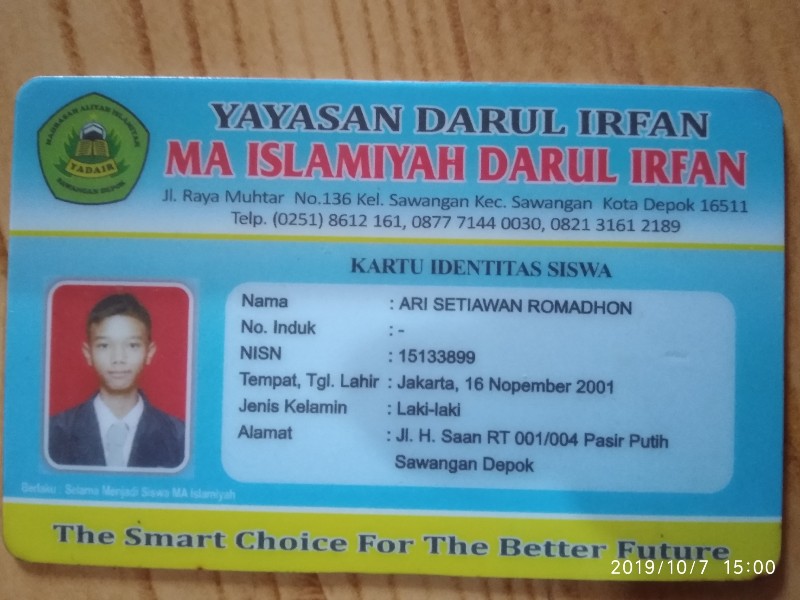 MADRASAH ALIYAH ISLAMIYAH
YADAIR
SAWANGAN DEPOK
YAYASAN DARUL IRFAN
MA ISLAMIYAH DARUL IRFAN
Jl. Raya Muhtar No.136 Kel. Sawangan Kec. Sawangan Kota Depok 16511
Telp. (0251) 8612 161, 0877 7144 0030, 0821 3161 2189
KARTU IDENTITAS SISWA
Nama : ARI SETIAWAN ROMADHON
No. Induk : -
NISN : 15133899
Tempat, Tgl. Lahir : Jakarta, 16 Nopember 2001
Jenis Kelamin : Laki-laki
Alamat : Jl. H. Saan RT 001/004 Pasir Putih
Sawangan Depok
Berlaku : Selama Menjadi Siswa MA Islamiyah
The Smart Choice For The Better Future
2019/10/7 15:00